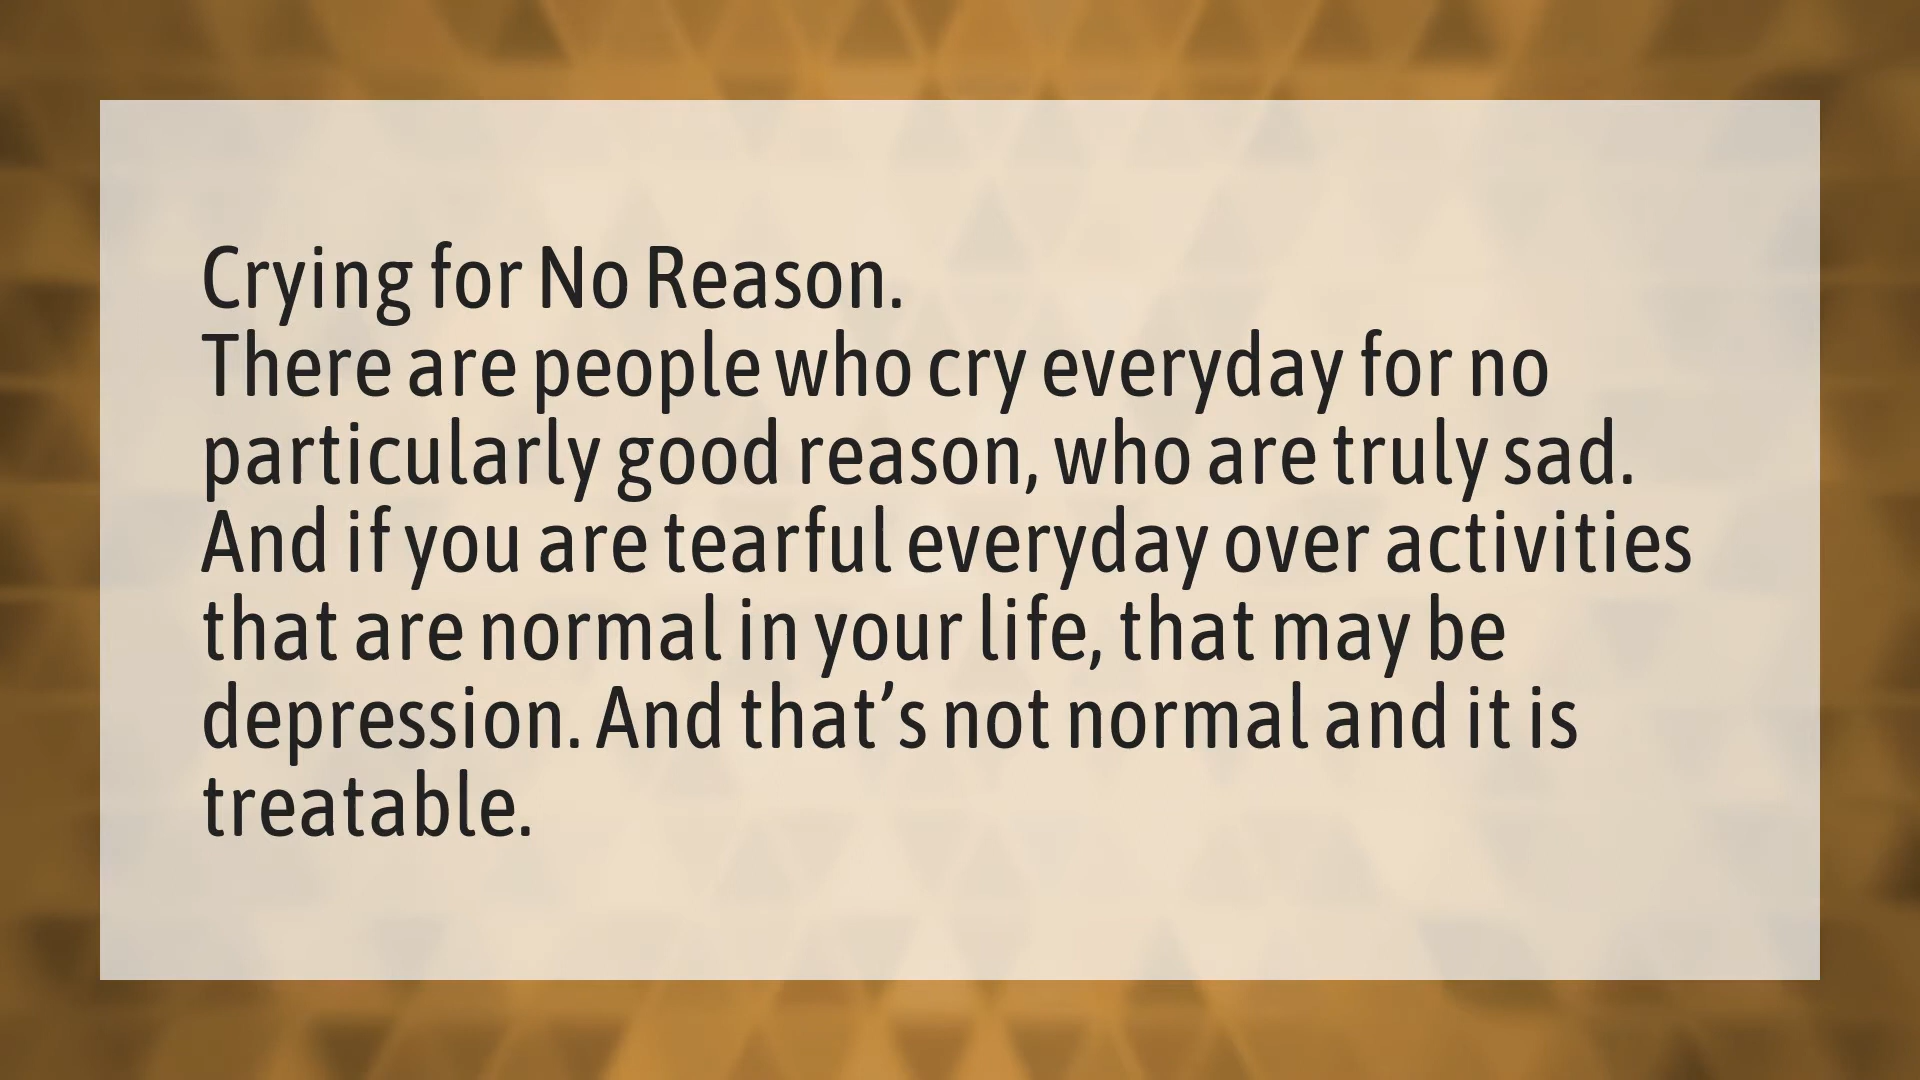 Crying for No Reason.
There are people who cry everyday for no
particularly good reason, who are truly sad.
And if you are tearful everyday over activities
that are normal in your life, that may be
depression. And that’s not normal and it is
treatable.